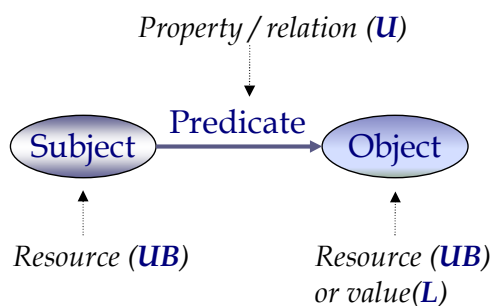 Property / relation (U)
Predicate
Subject
Object
Resource (UB)
Resource (UB)
or value(L)